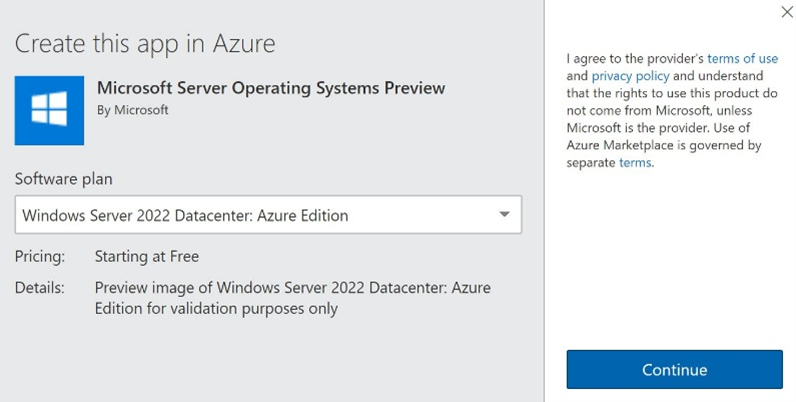 Create this app in Azure
Microsoft Server Operating Systems Preview
By Microsoft
Software plan
Windows Server 2022 Datacenter: Azure Edition
Pricing: Starting at Free
Details: Preview image of Windows Server 2022 Datacenter: Azure
Edition for validation purposes only
I agree to the provider's terms of use
and privacy policy and understand
that the rights to use this product do
not come from Microsoft, unless
Microsoft is the provider. Use of
Azure Marketplace is governed by
separate terms.
Continue